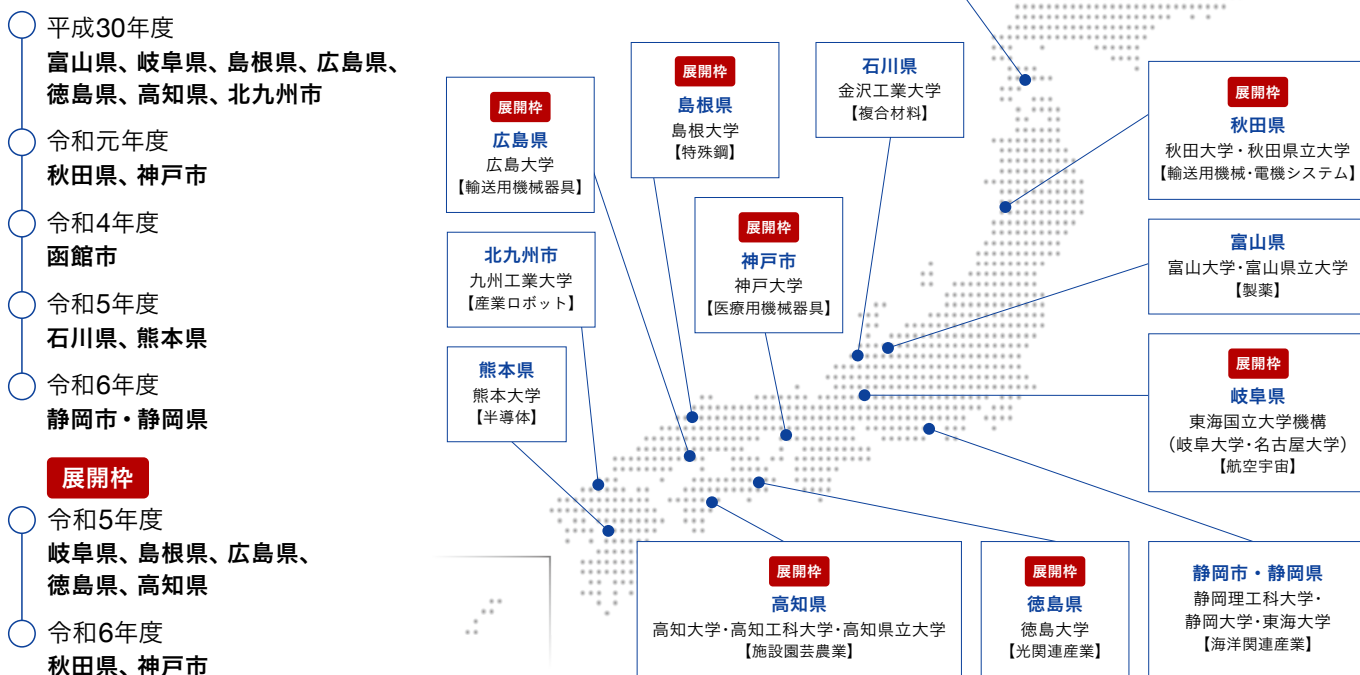 平成30年度
富山県、岐阜県、島根県、広島県、
徳島県、高知県、北九州市
令和元年度
秋田県、神戸市
令和4年度
函館市
令和5年度
石川県、熊本県
令和6年度
静岡市・静岡県
展開枠
令和5年度
岐阜県、島根県、広島県、
徳島県、高知県
令和6年度
秋田県、神戸市
展開枠
広島県
広島大学
【輸送用機械器具】
展開枠
島根県
島根大学
【特殊鋼】
石川県
金沢工業大学
【複合材料】
展開枠
秋田県
秋田大学・秋田県立大学
【輸送用機械・電機システム】
北九州市
九州工業大学
【産業ロボット】
展開枠
神戸市
神戸大学
【医療用機械器具】
富山県
富山大学・富山県立大学
【製薬】
熊本県
熊本大学
【半導体】
展開枠
岐阜県
東海国立大学機構
（岐阜大学・名古屋大学）
【航空宇宙】
展開枠
高知県
高知大学・高知工科大学・高知県立大学
【施設園芸農業】
展開枠
徳島県
徳島大学
【光関連産業】
静岡市・静岡県
静岡理工科大学・
静岡大学・東海大学
【海洋関連産業】